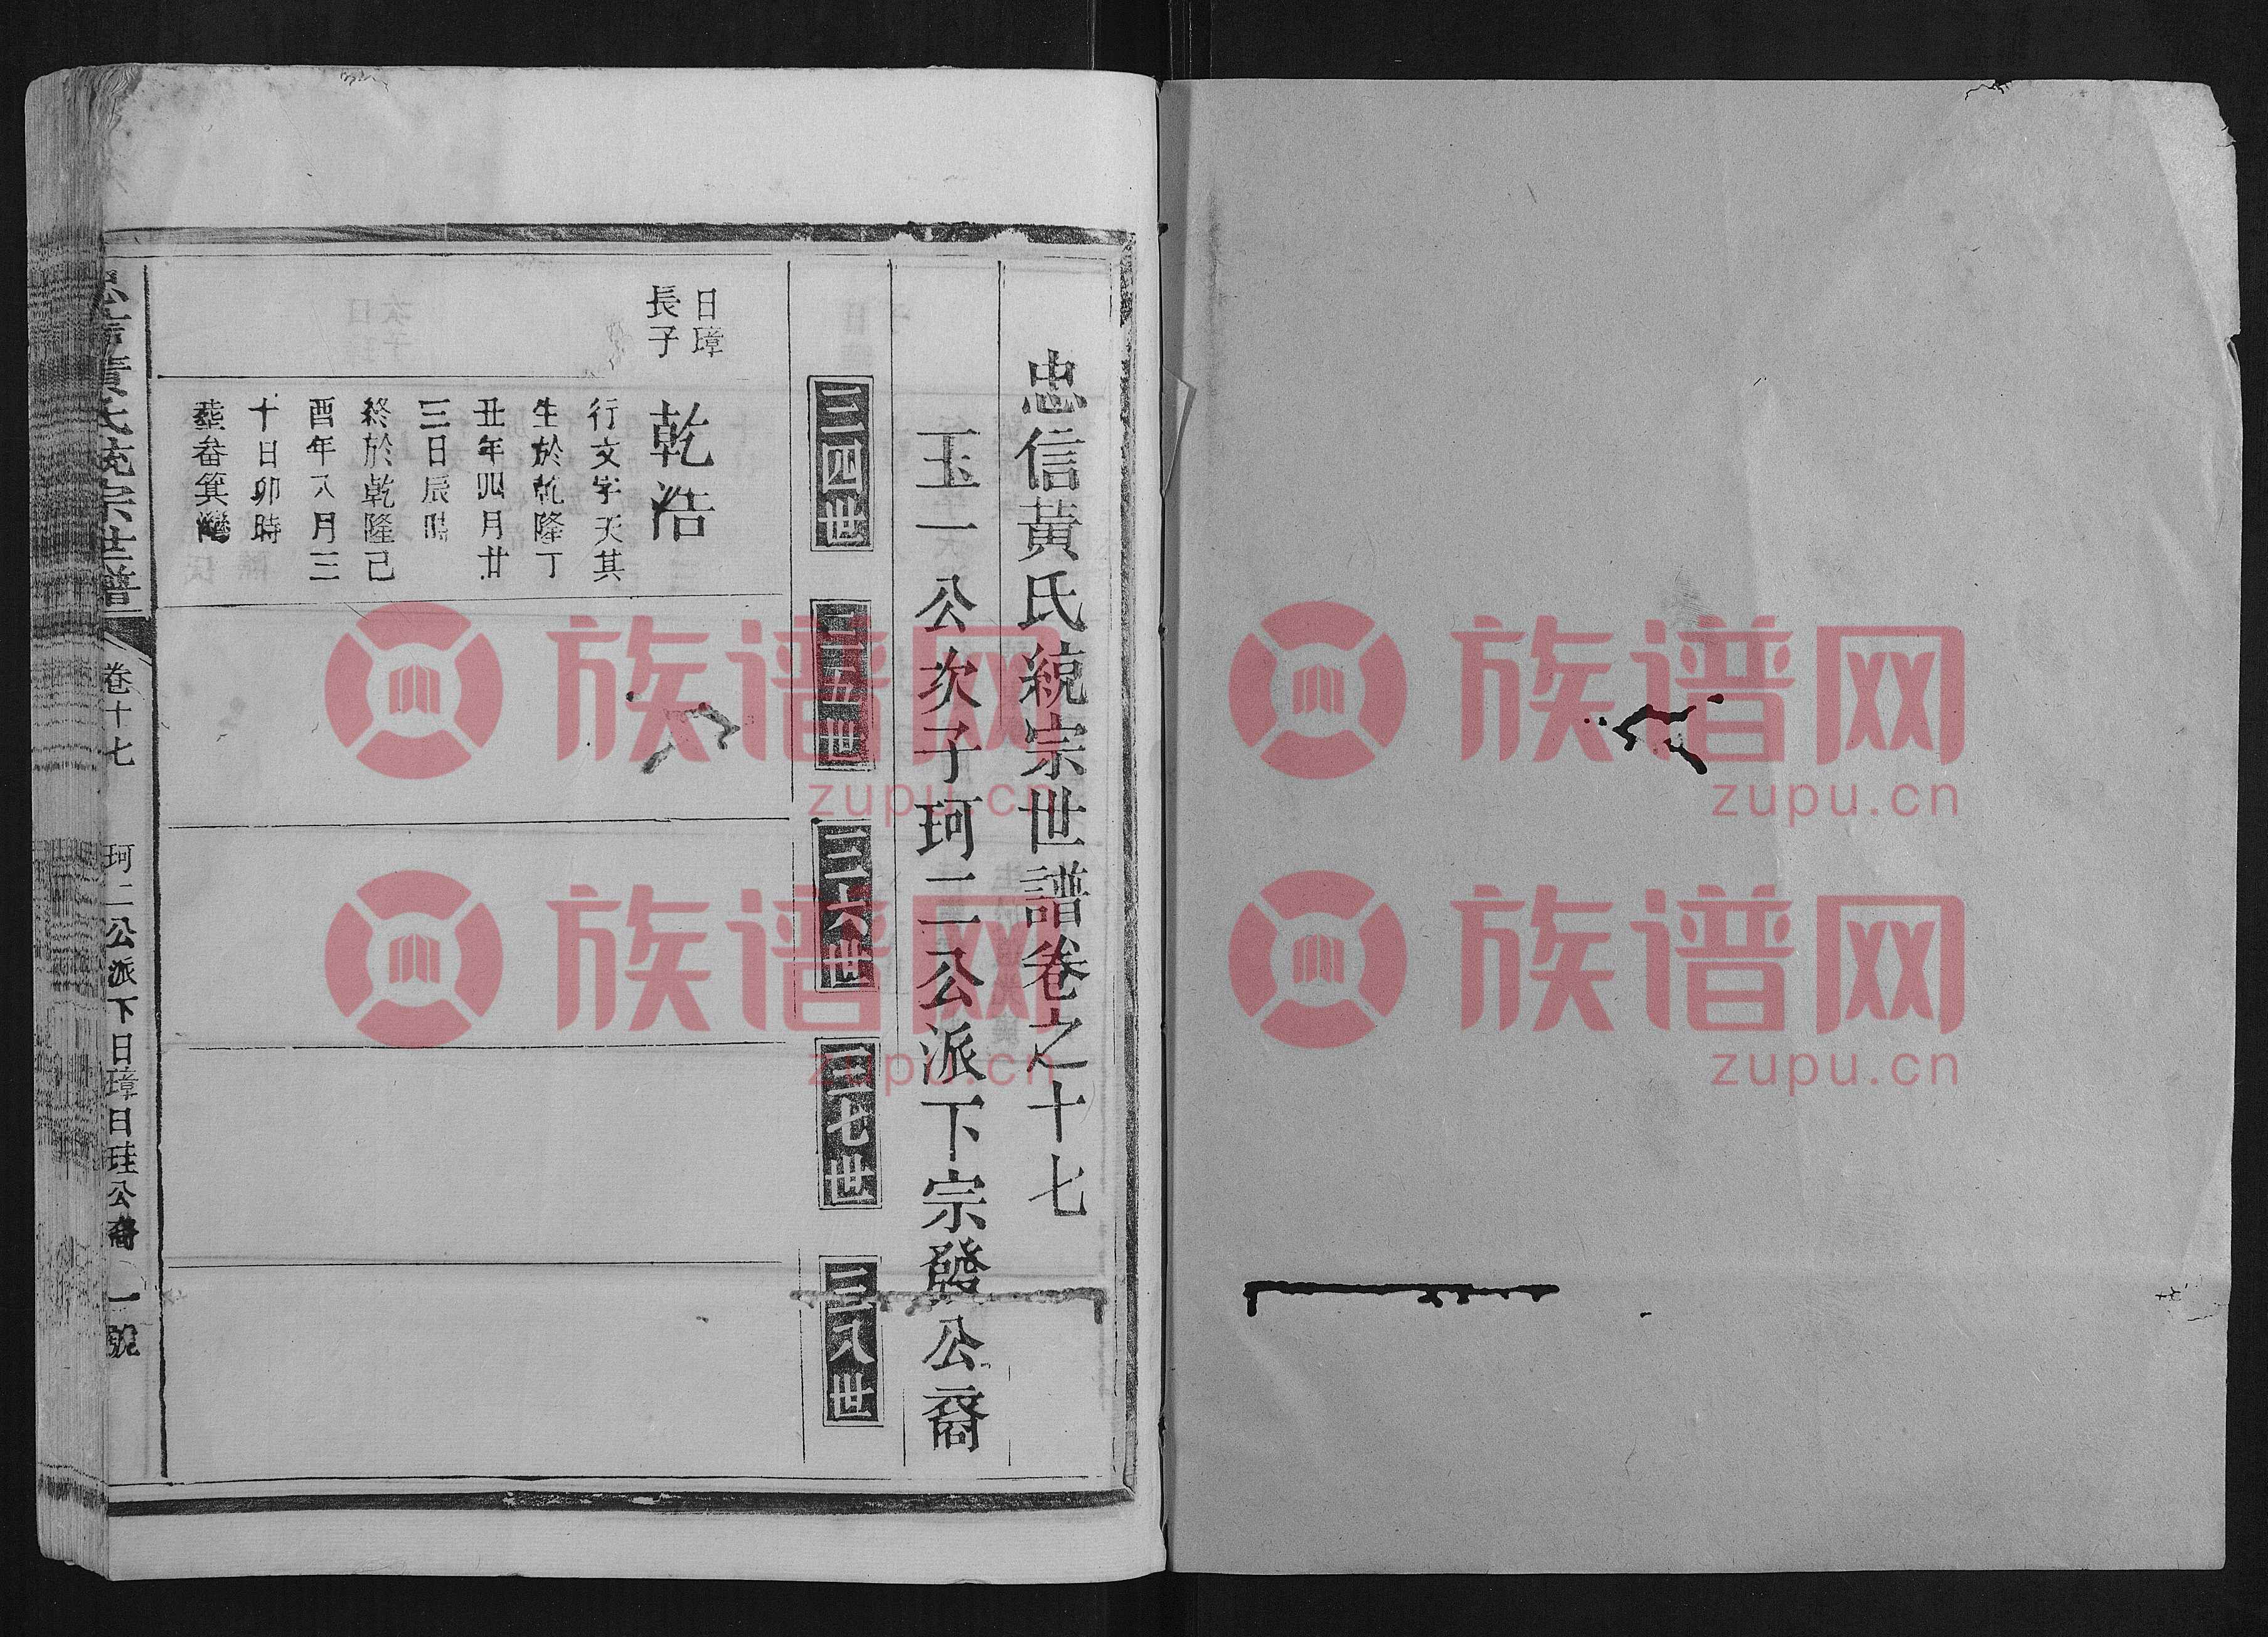 忠信黃氏統宗世譜卷之十七
玉一公次子珂二公派下宗發公裔
三四世
三五世
三六世
三七世
三八世
日璋
長子
乾浩
行文字天其
生於乾隆丁
丑年四月廿
三日辰時
終於乾隆己
酉年八月三
十日卯時
塟畚箕灣
忠信黃氏統宗世譜
卷十七
珂二公派下日璋日珪公裔
一號
族谱网
zupu.cn
族谱网
zupu.cn
族谱网
zupu.cn
族谱网
zupu.cn